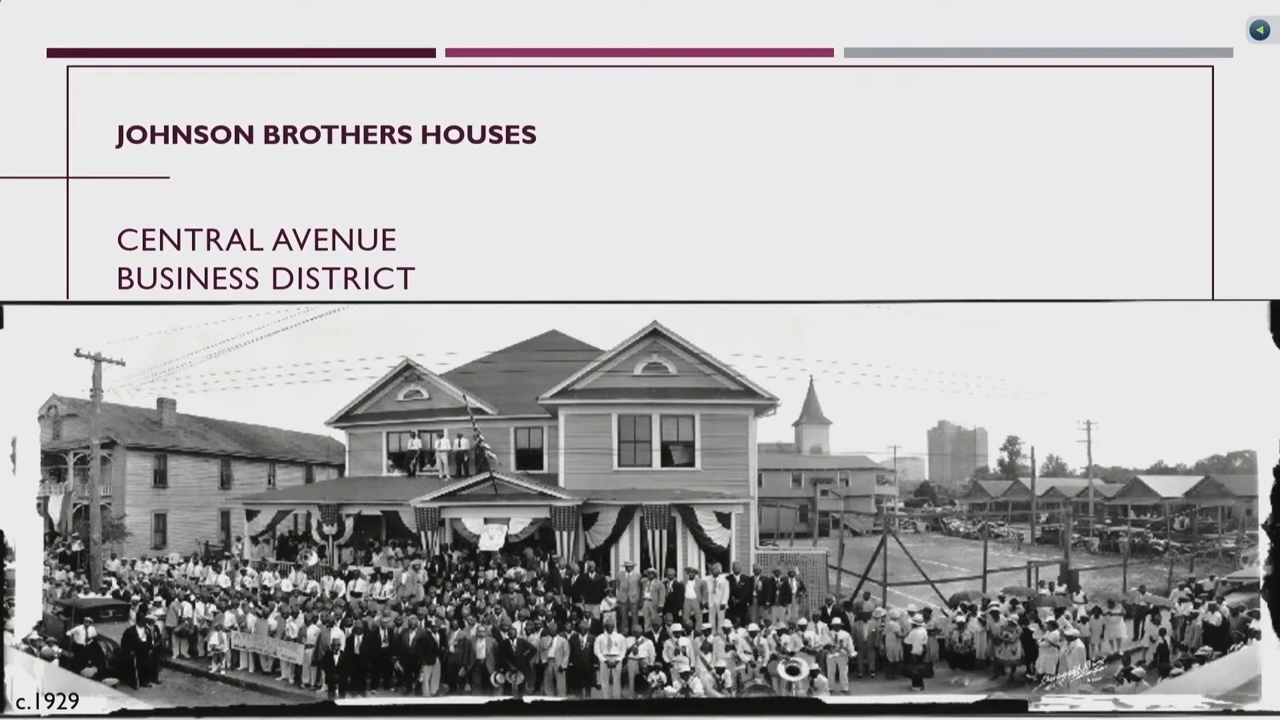 JOHNSON BROTHERS HOUSES
CENTRAL AVENUE
BUSINESS DISTRICT
c.1929